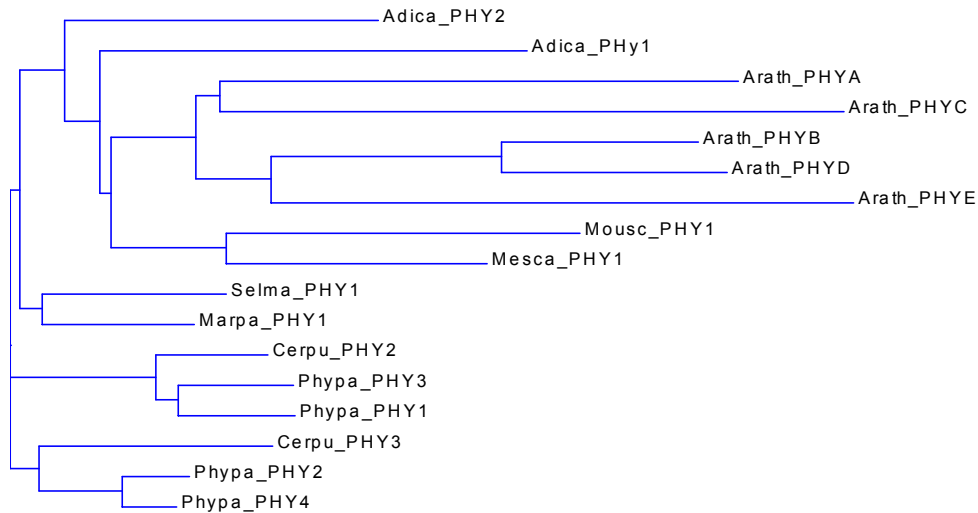 Adica_PHY2
Adica_PHy1
Arath_PHYA
Arath_PHYC
Arath_PHYB
Arath_PHYD
Arath_PHYE
Mousc_PHY1
Mesca_PHY1
Selma_PHY1
Marpa_PHY1
Cerpu_PHY2
Phypa_PHY3
Phypa_PHY1
Cerpu_PHY3
Phypa_PHY2
Phypa_PHY4